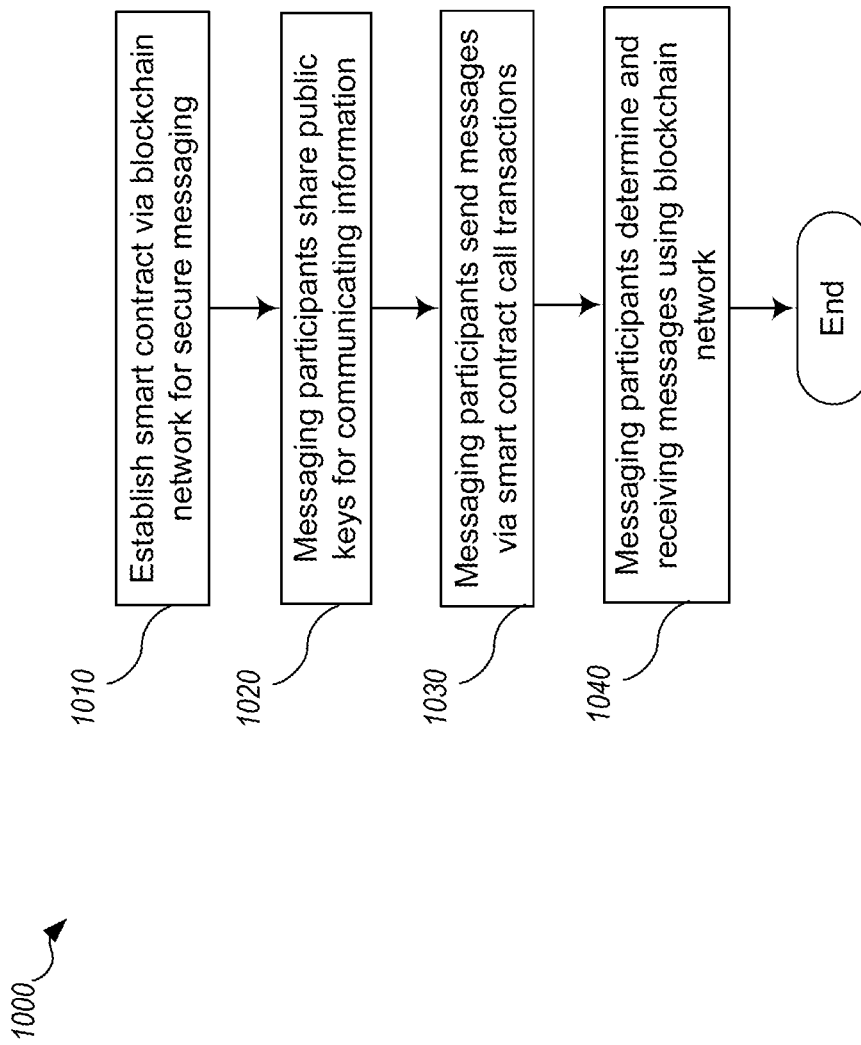 1000
1010
Establish smart contract via blockchain
network for secure messaging
1020
Messaging participants share public
keys for communicating information
1030
Messaging participants send messages
via smart contract call transactions
1040
Messaging participants determine and
receiving messages using blockchain
network
End